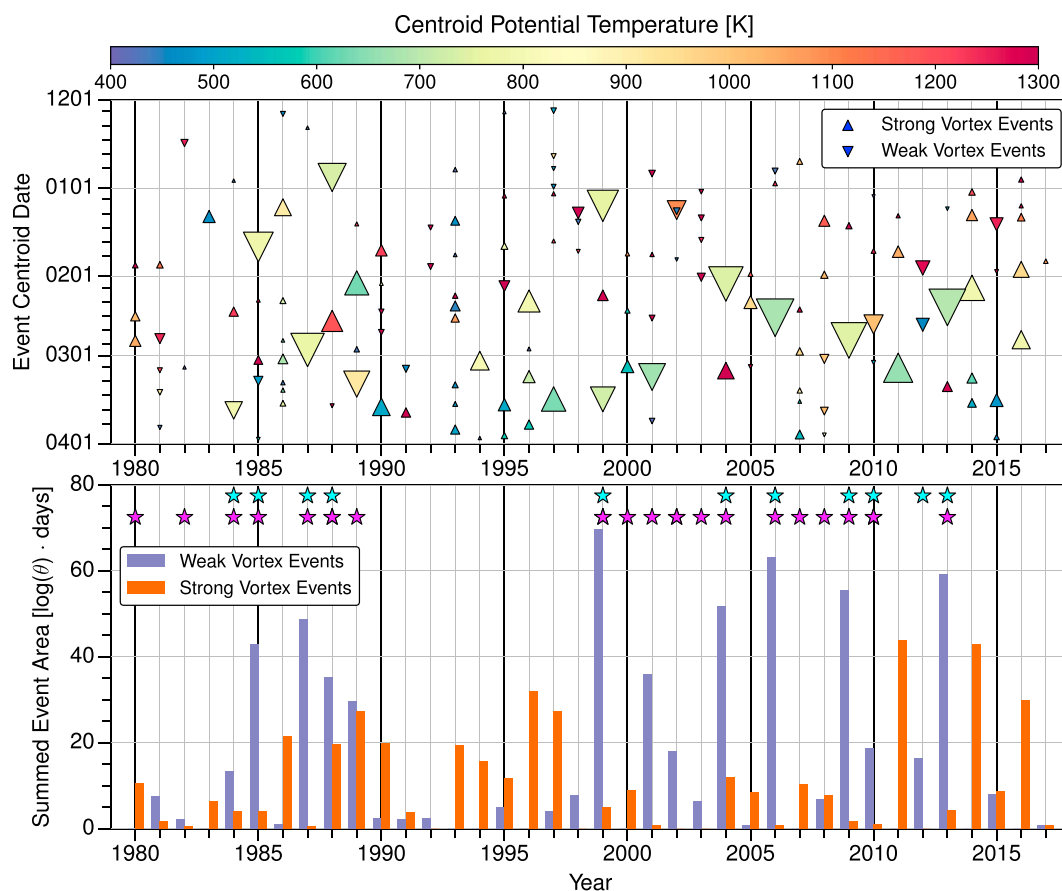 Centroid Potential Temperature [K]
400 500 600 700 800 900 1000 1100 1200 1300
Event Centroid Date
1201
0101
0201
0301
0401
Strong Vortex Events
Weak Vortex Events
1980 1985 1990 1995 2000 2005 2010 2015
Summed Event Area [log(θ) · days]
80
60
40
20
0
Weak Vortex Events
Strong Vortex Events
1980 1985 1990 1995 2000 2005 2010 2015
Year